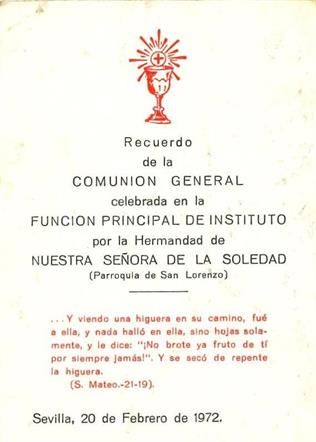 Recuerdo
de la
COMUNION GENERAL
celebrada en la
FUNCION PRINCIPAL DE INSTITUTO
por la Hermandad de
NUESTRA SEÑORA DE LA SOLEDAD
(Parroquia de San Lorenzo)
...Y viendo una higuera en su camino, fué
a ella, y nada halló en ella, sino hojas sola-
mente, y le dice: "¡No brote ya fruto de tí
por siempre jamás!". Y se secó de repente
la higuera.
(S. Mateo.-21-19).
Sevilla, 20 de Febrero de 1972.